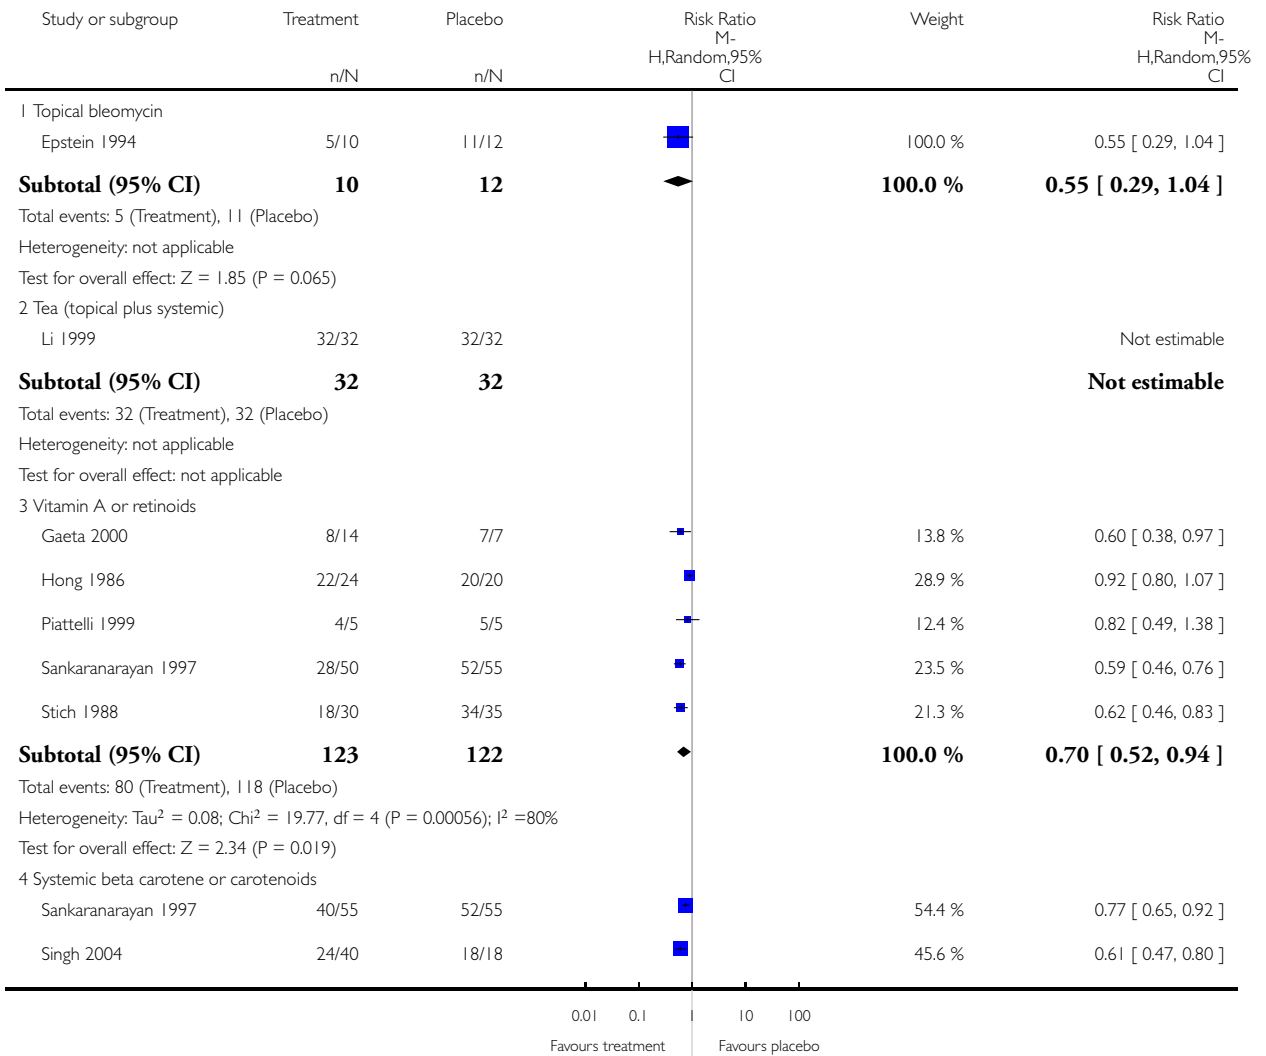 Study or subgroup Treatment Placebo Risk Ratio Weight Risk Ratio
M- M-
H,Random,95% H,Random,95%
n/N n/N CI CI
1 Topical bleomycin
Epstein 1994 5/10 11/12 100.0 % 0.55 [ 0.29, 1.04 ]
Subtotal (95% CI) 10 12 100.0 % 0.55 [ 0.29, 1.04 ]
Total events: 5 (Treatment), 11 (Placebo)
Heterogeneity: not applicable
Test for overall effect: Z = 1.85 (P = 0.065)
2 Tea (topical plus systemic)
Li 1999 32/32 32/32 Not estimable
Subtotal (95% CI) 32 32 Not estimable
Total events: 32 (Treatment), 32 (Placebo)
Heterogeneity: not applicable
Test for overall effect: not applicable
3 Vitamin A or retinoids
Gaeta 2000 8/14 7/7 13.8 % 0.60 [ 0.38, 0.97 ]
Hong 1986 22/24 20/20 28.9 % 0.92 [ 0.80, 1.07 ]
Piattelli 1999 4/5 5/5 12.4 % 0.82 [ 0.49, 1.38 ]
Sankaranarayan 1997 28/50 52/55 23.5 % 0.59 [ 0.46, 0.76 ]
Stich 1988 18/30 34/35 21.3 % 0.62 [ 0.46, 0.83 ]
Subtotal (95% CI) 123 122 100.0 % 0.70 [ 0.52, 0.94 ]
Total events: 80 (Treatment), 118 (Placebo)
Heterogeneity: Tau² = 0.08; Chi² = 19.77, df = 4 (P = 0.00056); I² =80%
Test for overall effect: Z = 2.34 (P = 0.019)
4 Systemic beta carotene or carotenoids
Sankaranarayan 1997 40/55 52/55 54.4 % 0.77 [ 0.65, 0.92 ]
Singh 2004 24/40 18/18 45.6 % 0.61 [ 0.47, 0.80 ]
0.01 0.1 1 10 100
Favours treatment Favours placebo